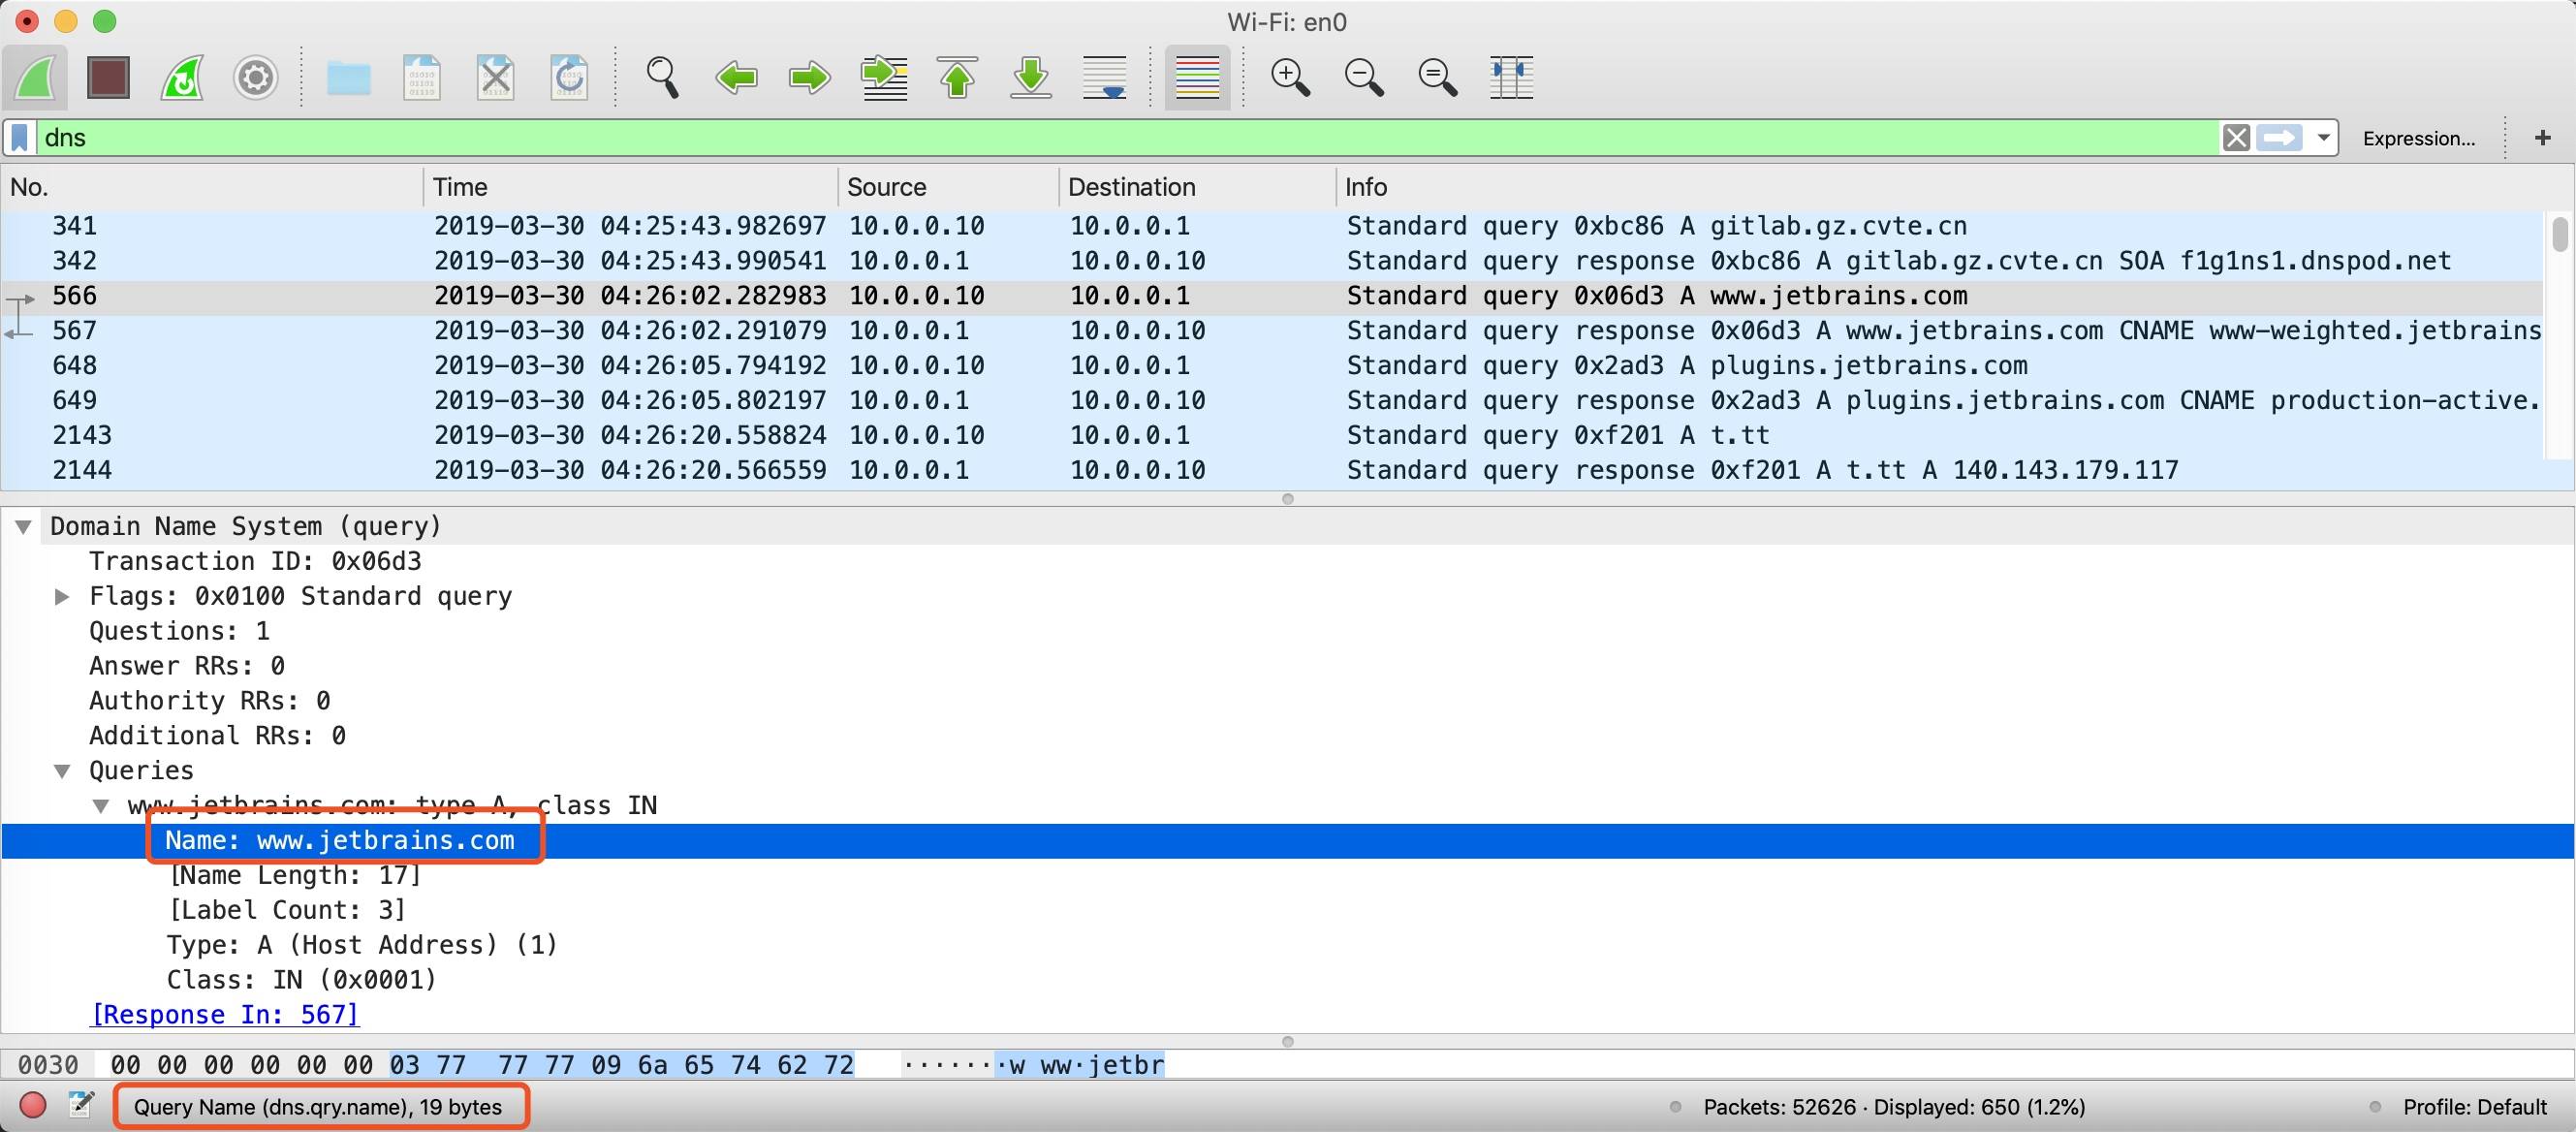 Wi-Fi: en0
dns
Expression...
+
No. Time Source Destination Info
341 2019-03-30 04:25:43.982697 10.0.0.10 10.0.0.1 Standard query 0xbc86 A gitlab.gz.cvte.cn
342 2019-03-30 04:25:43.990541 10.0.0.1 10.0.0.10 Standard query response 0xbc86 A gitlab.gz.cvte.cn SOA f1g1ns1.dnspod.net
566 2019-03-30 04:26:02.282983 10.0.0.10 10.0.0.1 Standard query 0x06d3 A www.jetbrains.com
567 2019-03-30 04:26:02.291079 10.0.0.1 10.0.0.10 Standard query response 0x06d3 A www.jetbrains.com CNAME www-weighted.jetbrains
648 2019-03-30 04:26:05.794192 10.0.0.10 10.0.0.1 Standard query 0x2ad3 A plugins.jetbrains.com
649 2019-03-30 04:26:05.802197 10.0.0.1 10.0.0.10 Standard query response 0x2ad3 A plugins.jetbrains.com CNAME production-active.
2143 2019-03-30 04:26:20.558824 10.0.0.10 10.0.0.1 Standard query 0xf201 A t.tt
2144 2019-03-30 04:26:20.566559 10.0.0.1 10.0.0.10 Standard query response 0xf201 A t.tt A 140.143.179.117
Domain Name System (query)
Transaction ID: 0x06d3
Flags: 0x0100 Standard query
Questions: 1
Answer RRs: 0
Authority RRs: 0
Additional RRs: 0
Queries
www.jetbrains.com: type A, class IN
Name: www.jetbrains.com
[Name Length: 17]
[Label Count: 3]
Type: A (Host Address) (1)
Class: IN (0x0001)
[Response In: 567]
0030 00 00 00 00 00 00 03 77 77 77 09 6a 65 74 62 72 ·······w ww·jetbr
Query Name (dns.qry.name), 19 bytes
Packets: 52626 · Displayed: 650 (1.2%)
Profile: Default